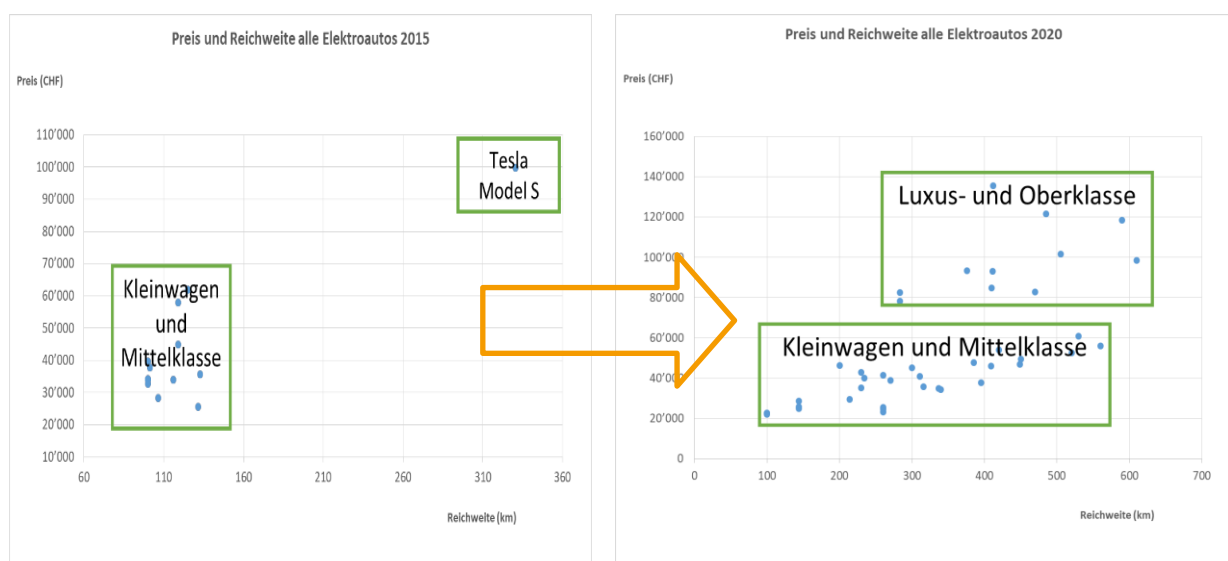 Preis und Reichweite alle Elektroautos 2015
Preis (CHF)
110’000
100’000
90’000
80’000
70’000
60’000
50’000
40’000
30’000
20’000
10’000
Tesla
Model S
Kleinwagen
und
Mittelklasse
60 110 160 210 260 310 360
Reichweite (km)
Preis und Reichweite alle Elektroautos 2020
Preis (CHF)
160’000
140’000
120’000
100’000
80’000
60’000
40’000
20’000
0
Luxus- und Oberklasse
Kleinwagen und Mittelklasse
0 100 200 300 400 500 600 700
Reichweite (km)